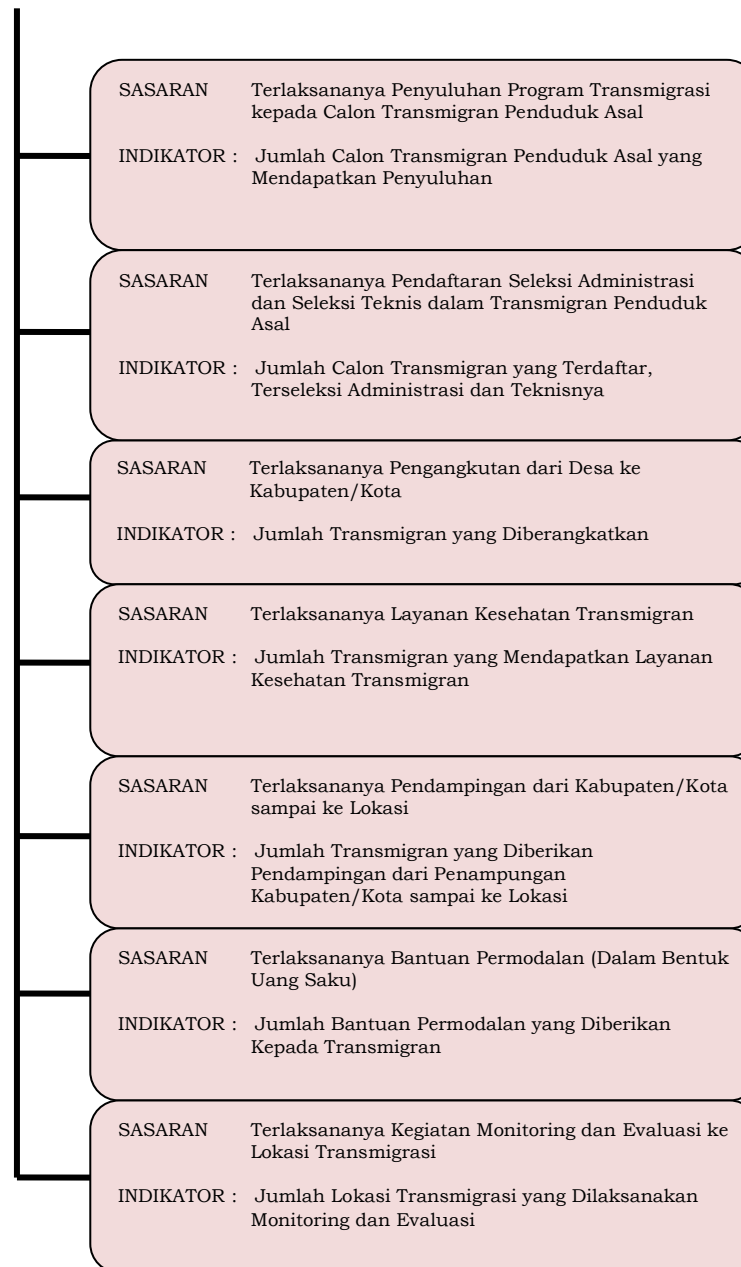 SASARAN Terlaksananya Penyuluhan Program Transmigrasi
kepada Calon Transmigran Penduduk Asal
INDIKATOR : Jumlah Calon Transmigran Penduduk Asal yang
Mendapatkan Penyuluhan
SASARAN Terlaksananya Pendaftaran Seleksi Administrasi
dan Seleksi Teknis dalam Transmigran Penduduk
Asal
INDIKATOR : Jumlah Calon Transmigran yang Terdaftar,
Terseleksi Administrasi dan Teknisnya
SASARAN Terlaksananya Pengangkutan dari Desa ke
Kabupaten/Kota
INDIKATOR : Jumlah Transmigran yang Diberangkatkan
SASARAN Terlaksananya Layanan Kesehatan Transmigran
INDIKATOR : Jumlah Transmigran yang Mendapatkan Layanan
Kesehatan Transmigran
SASARAN Terlaksananya Pendampingan dari Kabupaten/Kota
sampai ke Lokasi
INDIKATOR : Jumlah Transmigran yang Diberikan
Pendampingan dari Penampungan
Kabupaten/Kota sampai ke Lokasi
SASARAN Terlaksananya Bantuan Permodalan (Dalam Bentuk
Uang Saku)
INDIKATOR : Jumlah Bantuan Permodalan yang Diberikan
Kepada Transmigran
SASARAN Terlaksananya Kegiatan Monitoring dan Evaluasi ke
Lokasi Transmigrasi
INDIKATOR : Jumlah Lokasi Transmigrasi yang Dilaksanakan
Monitoring dan Evaluasi